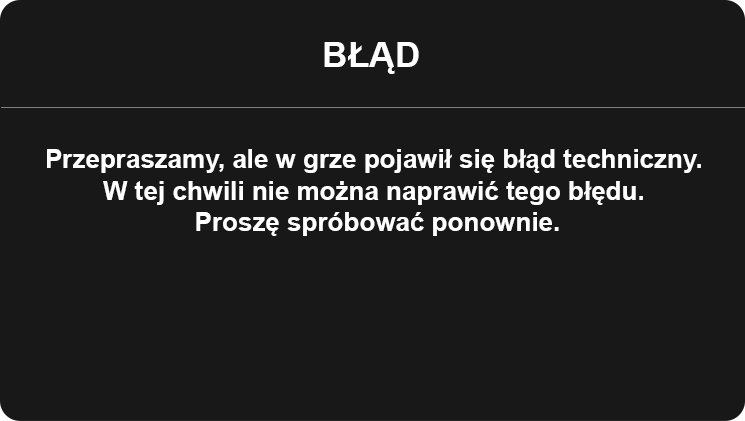 BŁĄD
Przepraszamy, ale w grze pojawił się błąd techniczny.
W tej chwili nie można naprawić tego błędu.
Proszę spróbować ponownie.